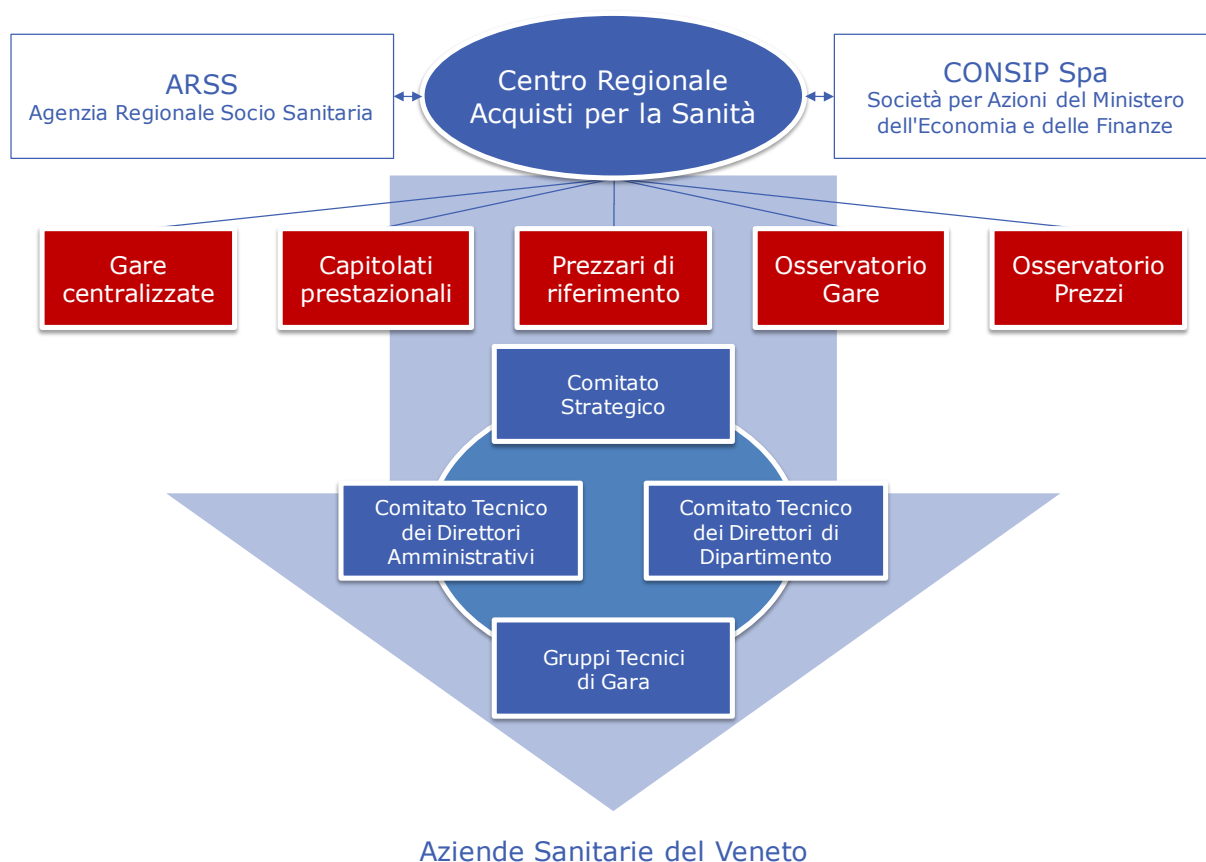 ARSS
Agenzia Regionale Socio Sanitaria
Centro Regionale
Acquisti per la Sanità
CONSIP Spa
Società per Azioni del Ministero
dell'Economia e delle Finanze
Gare
centralizzate
Capitolati
prestazionali
Prezzari di
riferimento
Osservatorio
Gare
Osservatorio
Prezzi
Comitato
Strategico
Comitato Tecnico
dei Direttori
Amministrativi
Comitato Tecnico
dei Direttori di
Dipartimento
Gruppi Tecnici
di Gara
Aziende Sanitarie del Veneto